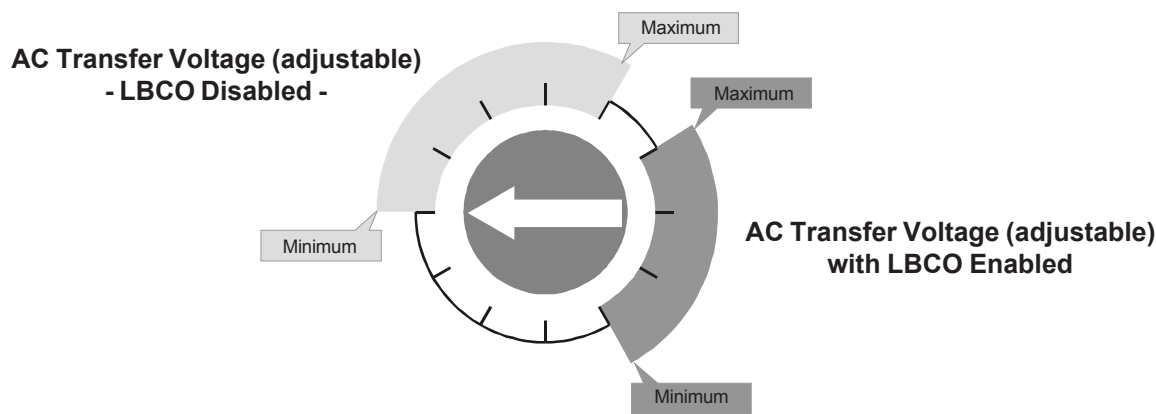 Maximum
AC Transfer Voltage (adjustable)
- LBCO Disabled -
Maximum
Minimum
AC Transfer Voltage (adjustable)
with LBCO Enabled
Minimum